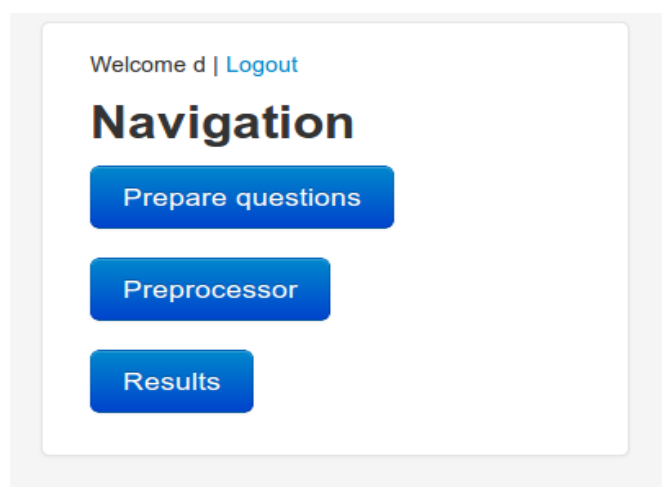 Welcome d | Logout
Navigation
Prepare questions
Preprocessor
Results